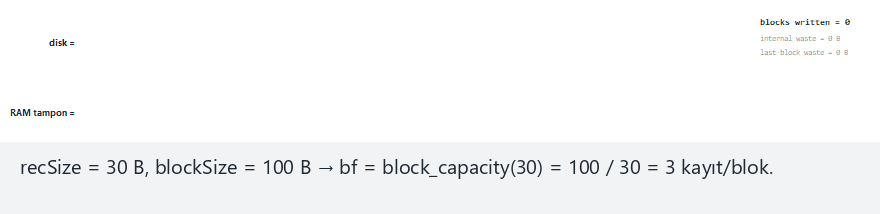 blocks written = 0
internal waste = 0 B
disk =
last-block waste = 0 B
RAM tampon =
recSize = 30 B, blockSize = 100 B → bf = block_capacity(30) = 100 / 30 = 3 kayıt/blok.